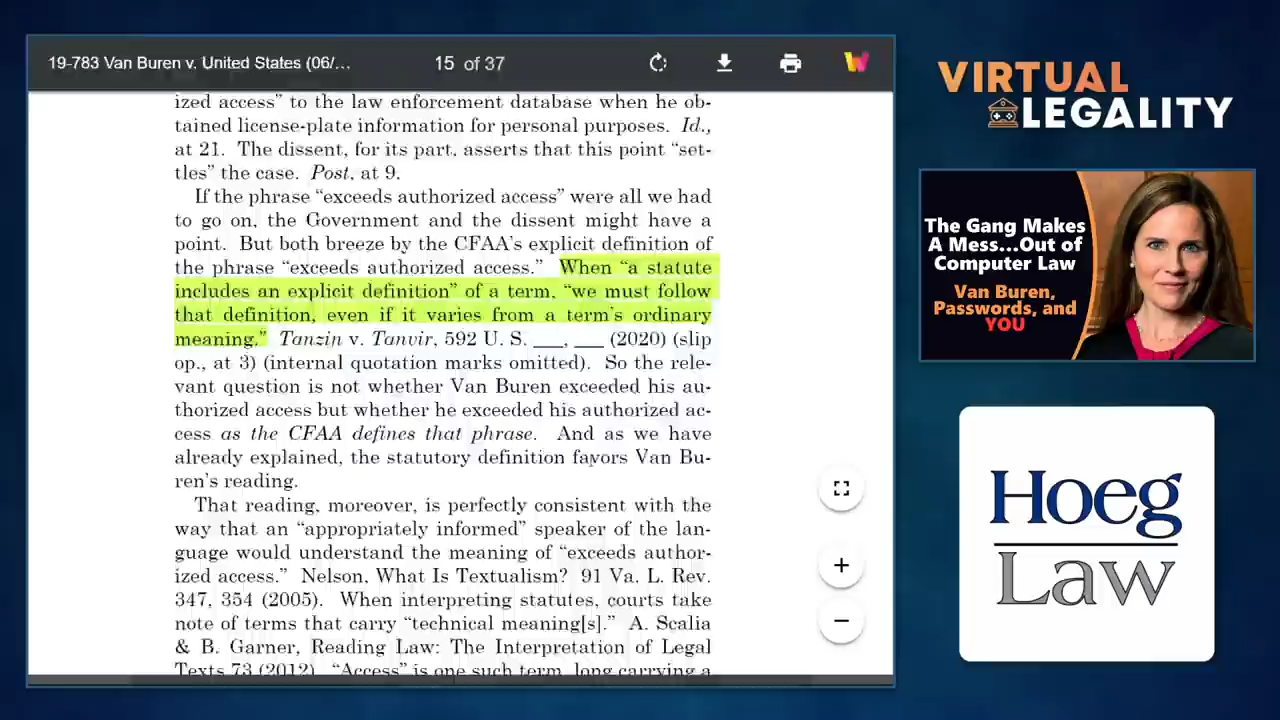 19-783 Van Buren v. United States (06/...
15 of 37
ized access” to the law enforcement database when he ob-
tained license-plate information for personal purposes. Id.,
at 21. The dissent, for its part, asserts that this point “set-
tles” the case. Post, at 9.
If the phrase “exceeds authorized access” were all we had
to go on, the Government and the dissent might have a
point. But both breeze by the CFAA’s explicit definition of
the phrase “exceeds authorized access.” When “a statute
includes an explicit definition” of a term, “we must follow
that definition, even if it varies from a term’s ordinary
meaning.” Tanzin v. Tanvir, 592 U. S. ___, ___ (2020) (slip
op., at 3) (internal quotation marks omitted). So the rele-
vant question is not whether Van Buren exceeded his au-
thorized access but whether he exceeded his authorized ac-
cess as the CFAA defines that phrase. And as we have
already explained, the statutory definition favors Van Bu-
ren’s reading.
That reading, moreover, is perfectly consistent with the
way that an “appropriately informed” speaker of the lan-
guage would understand the meaning of “exceeds author-
ized access.” Nelson, What Is Textualism? 91 Va. L. Rev.
347, 354 (2005). When interpreting statutes, courts take
note of terms that carry “technical meaning[s].” A. Scalia
& B. Garner, Reading Law: The Interpretation of Legal
Texts 73 (2012). “Access” is one such term, long carrying a
VIRTUAL
LEGALITY
The Gang Makes
A Mess...Out of
Computer Law
Van Buren,
Passwords, and
YOU
Hoeg
Law